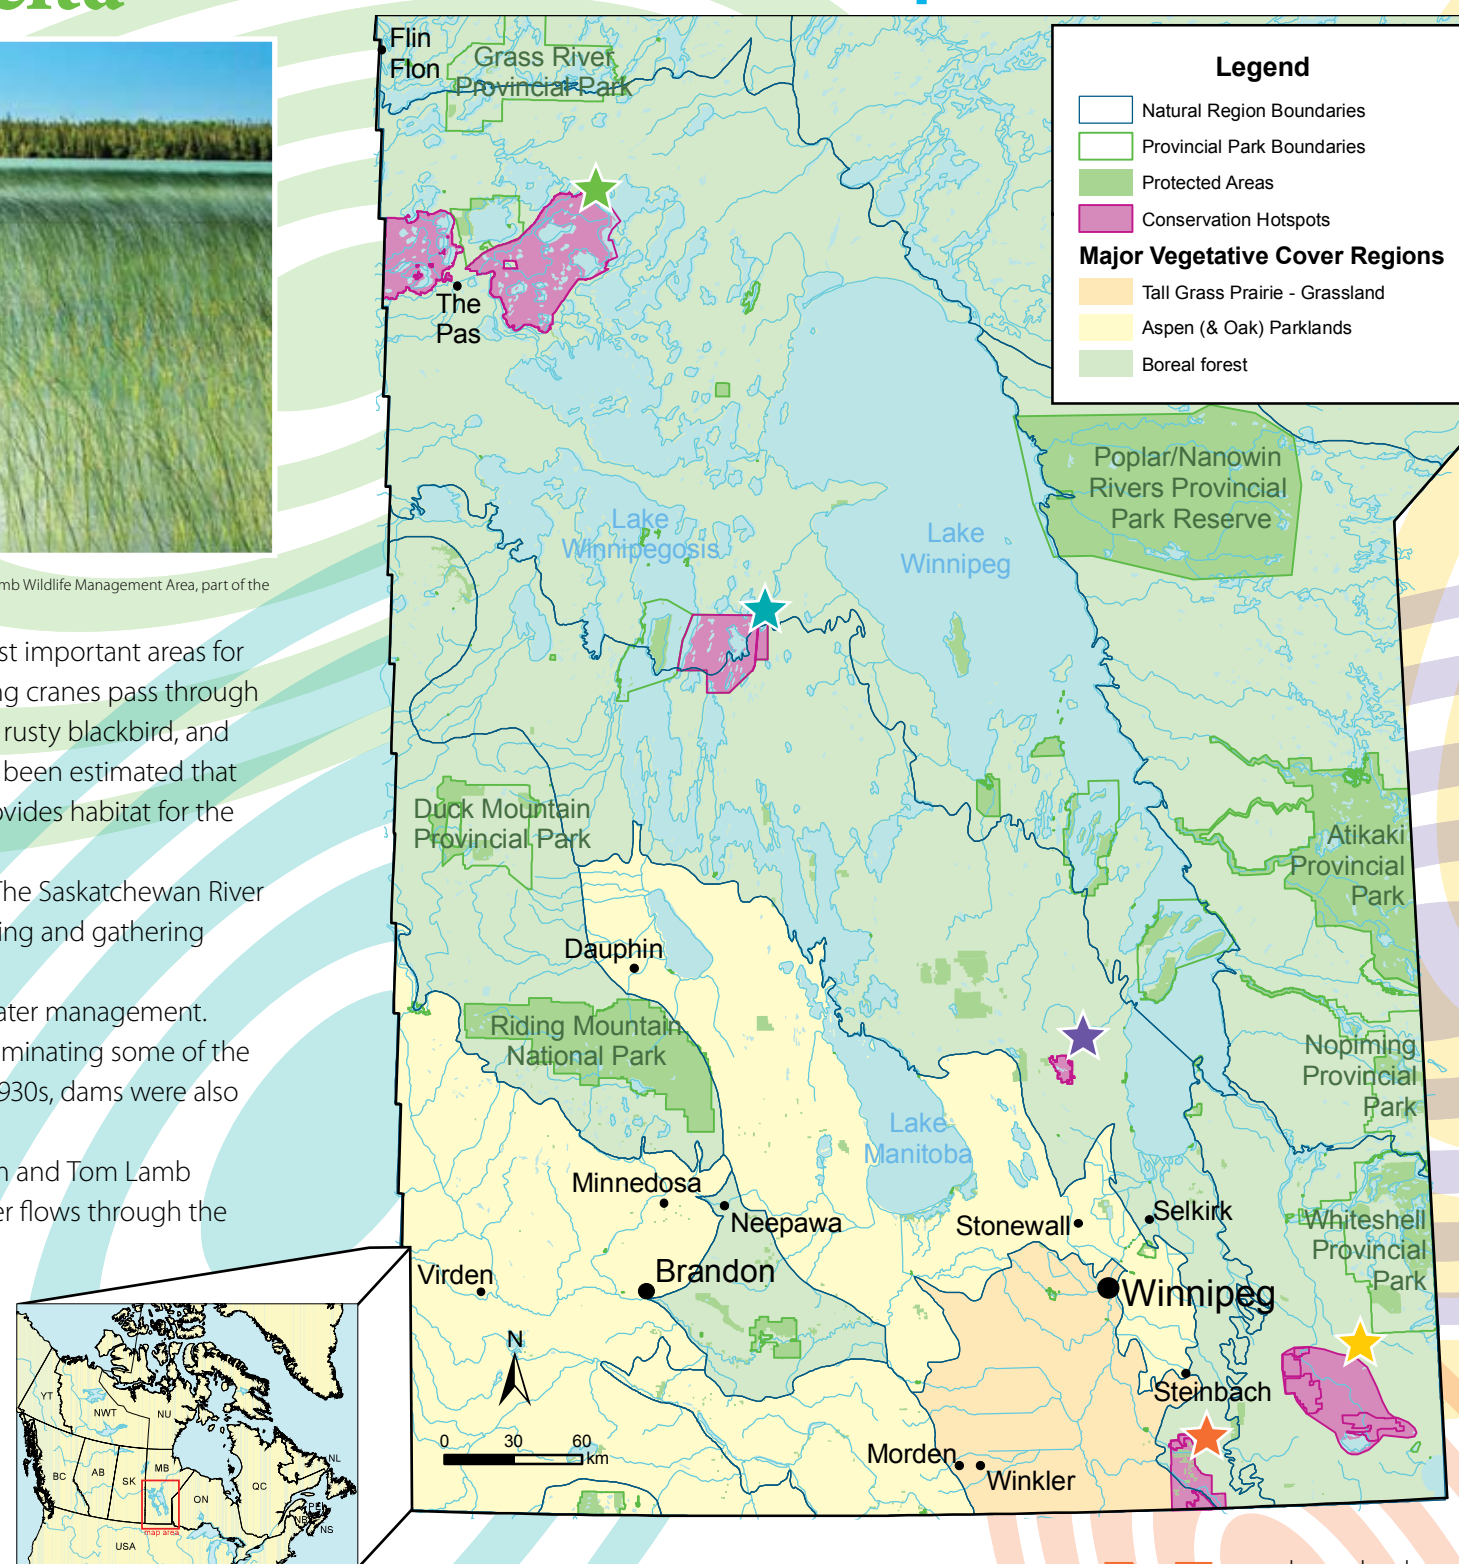 Flin
Flon
Grass River
Provincial Park
The
Pas
Legend
Natural Region Boundaries
Provincial Park Boundaries
Protected Areas
Conservation Hotspots
Major Vegetative Cover Regions
Tall Grass Prairie - Grassland
Aspen (& Oak) Parklands
Boreal forest
Poplar/Nanowin
Rivers Provincial
Park Reserve
Lake
Winnipegosis
Lake
Winnipeg
mb Wildlife Management Area, part of the
st important areas for
ng cranes pass through
rusty blackbird, and
been estimated that
ovides habitat for the
The Saskatchewan River
ing and gathering
ater management.
minating some of the
930s, dams were also
n and Tom Lamb
er flows through the
Duck Mountain
Provincial Park
Atikaki
Provincial
Park
Dauphin
Riding Mountain
National Park
Nopiming
Provincial
Park
Lake
Manitoba
Minnedosa
Neepawa
Stonewall
Selkirk
Whiteshell
Provincial
Park
Virden
Brandon
Winnipeg
N
0 30 60
km
Steinbach
Morden
Winkler
YT
NWT
NU
BC
AB
SK
MB
ON
QC
NL
PE
NB
NS
USA
map area